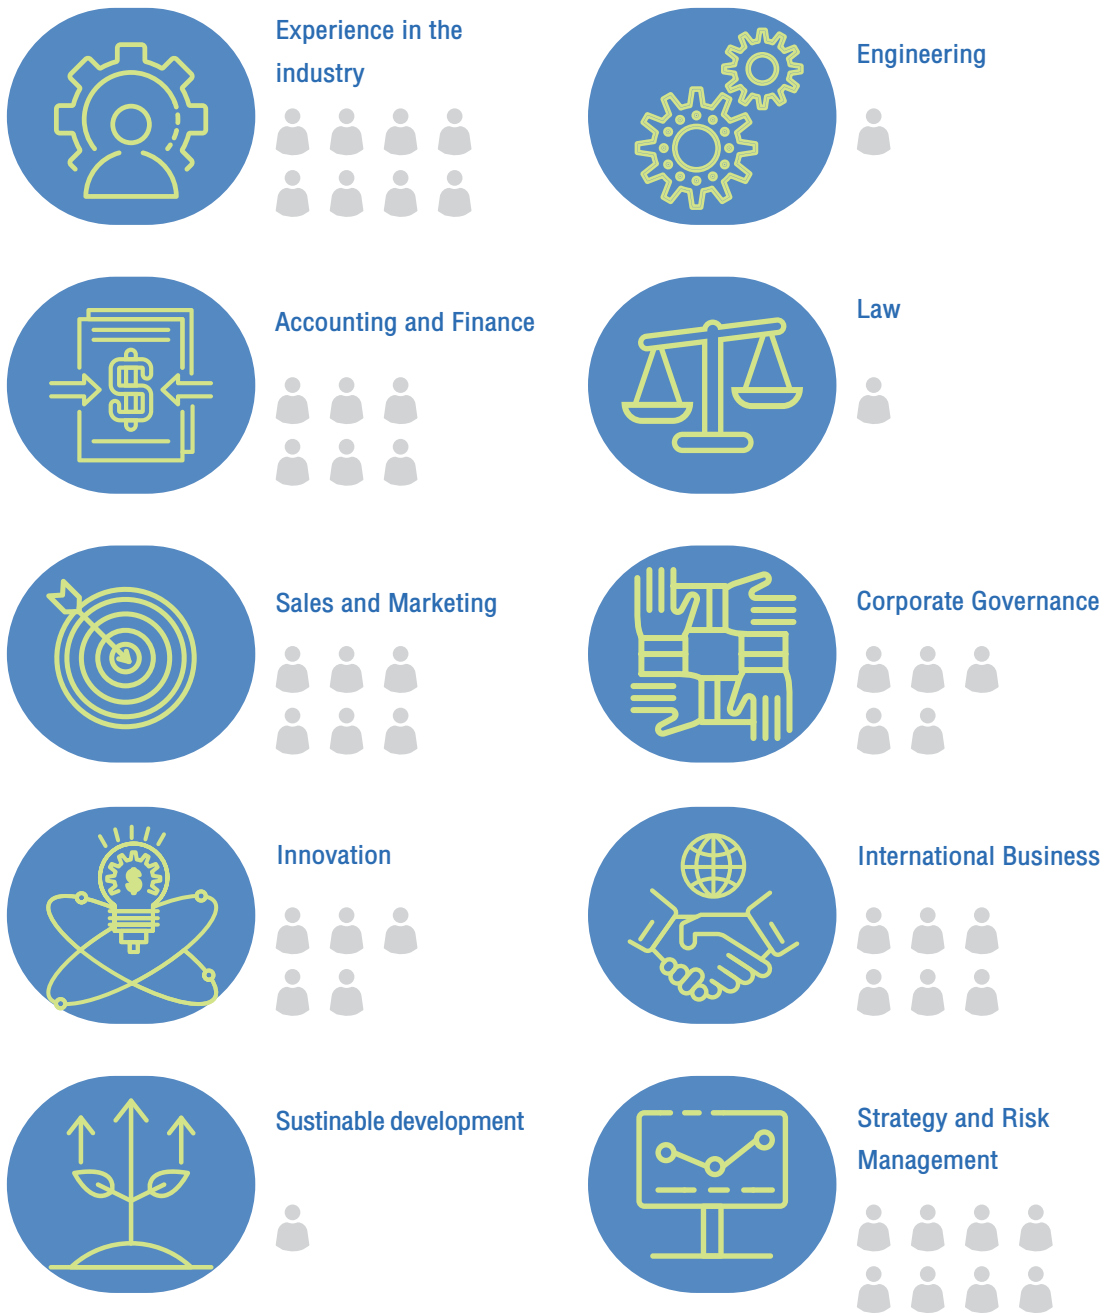 Experience in the
industry
Engineering
Accounting and Finance
Law
Sales and Marketing
Corporate Governance
Innovation
International Business
Sustinable development
Strategy and Risk
Management